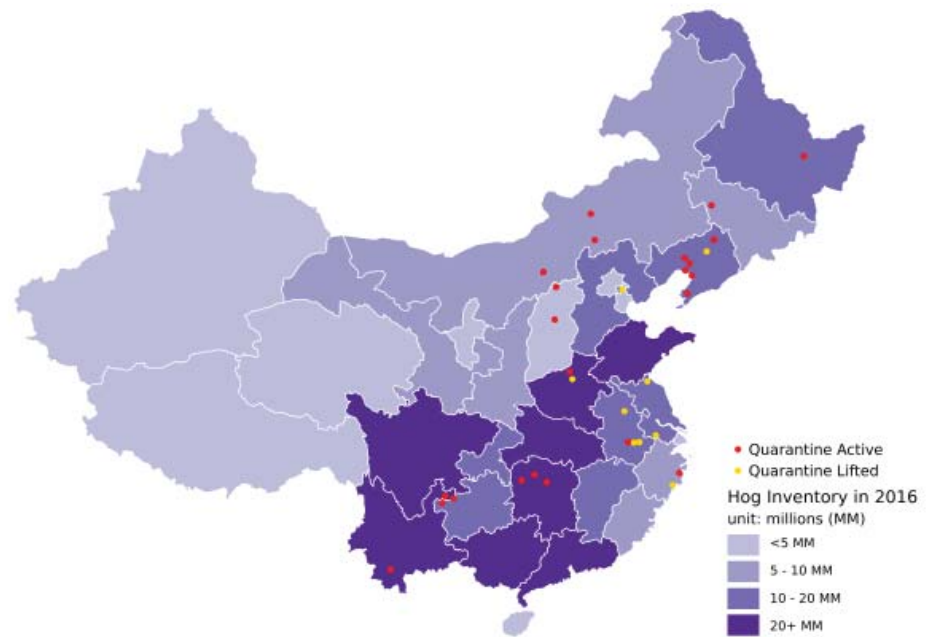 Quarantine Active
Quarantine Lifted
Hog Inventory in 2016
unit: millions (MM)
<5 MM
5 - 10 MM
10 - 20 MM
20+ MM